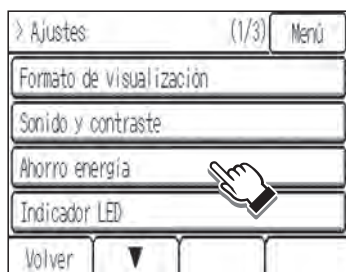 > Ajustes (1/3) Menú
Formato de visualización
Sonido y contraste
Ahorro energía
Indicador LED
Volver ▼